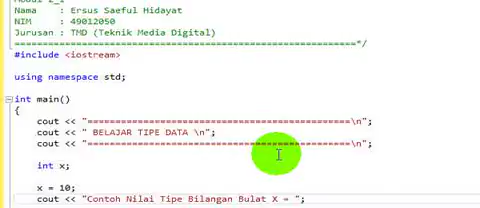 Nama : Ersus Saeful Hidayat
NIM : 49012050
Jurusan : TMD (Teknik Media Digital)
==========================================================*/
#include <iostream>
using namespace std;
int main()
{
cout << "=============================================\n";
cout << " BELAJAR TIPE DATA \n";
cout << "=============================================\n";
int x;
x = 10;
cout << "Contoh Nilai Tipe Bilangan Bulat X = ";